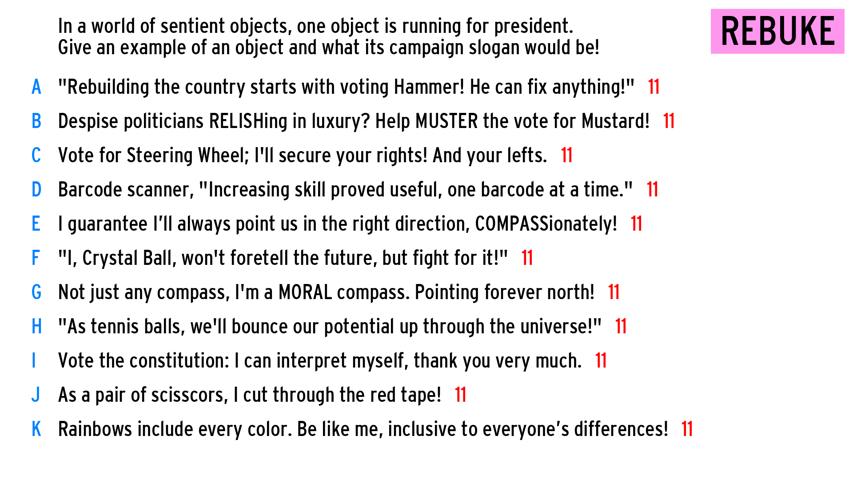 In a world of sentient objects, one object is running for president.
Give an example of an object and what its campaign slogan would be!
REBUKE
A "Rebuilding the country starts with voting Hammer! He can fix anything!" 11
B Despise politicians RELISHing in luxury? Help MUSTER the vote for Mustard! 11
C Vote for Steering Wheel; I'll secure your rights! And your lefts. 11
D Barcode scanner, "Increasing skill proved useful, one barcode at a time." 11
E I guarantee I’ll always point us in the right direction, COMPASSionately! 11
F "I, Crystal Ball, won't foretell the future, but fight for it!" 11
G Not just any compass, I'm a MORAL compass. Pointing forever north! 11
H "As tennis balls, we'll bounce our potential up through the universe!" 11
I Vote the constitution: I can interpret myself, thank you very much. 11
J As a pair of scisscors, I cut through the red tape! 11
K Rainbows include every color. Be like me, inclusive to everyone’s differences! 11